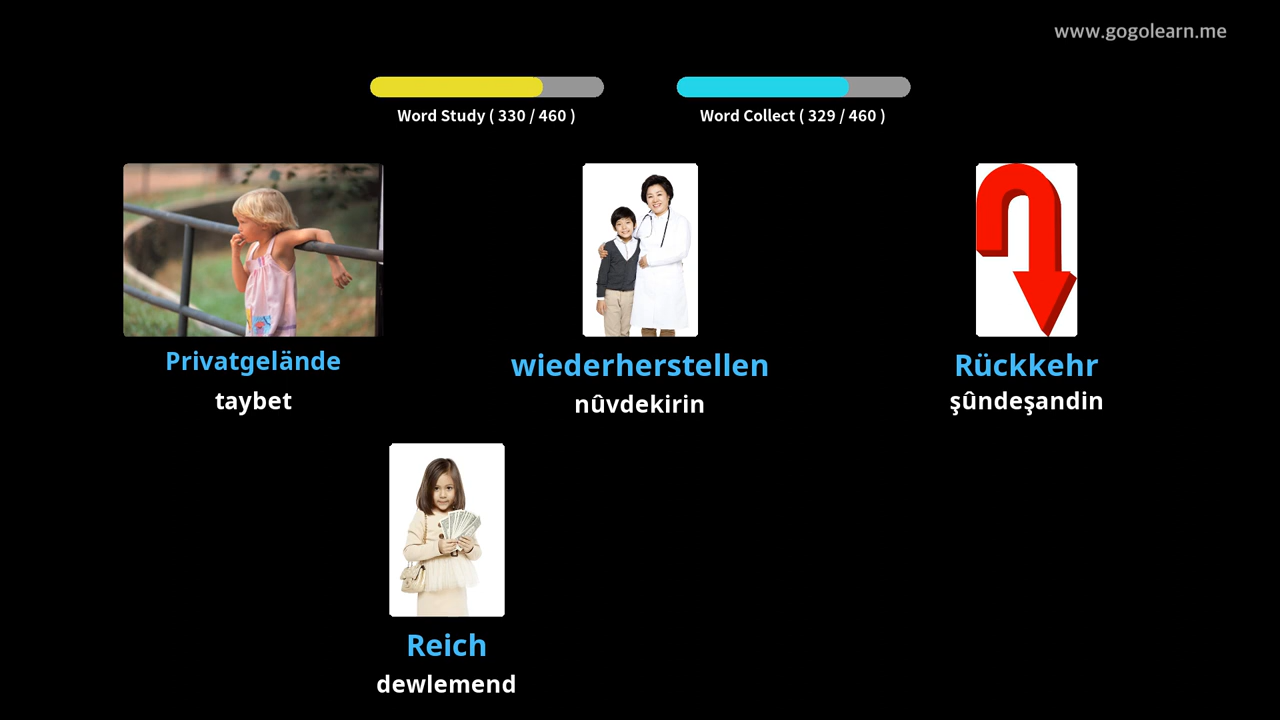 www.gogolearn.me
Word Study ( 330 / 460 )
Word Collect ( 329 / 460 )
Privatgelände
taybet
wiederherstellen
nûvdekirin
Rückkehr
şûndeşandin
Reich
dewlemend